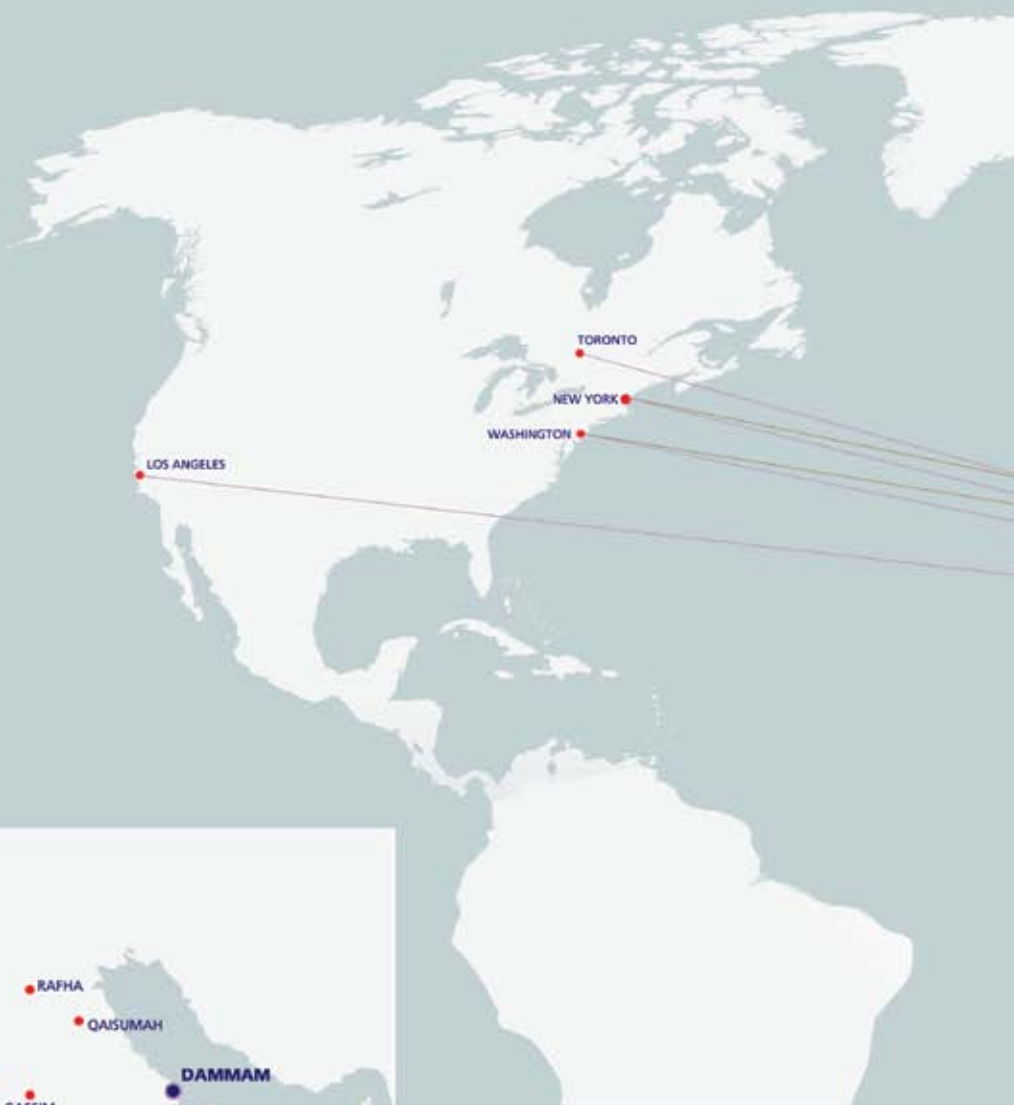 TORONTO
NEW YORK
WASHINGTON
LOS ANGELES
RAFHA
QAISUMAH
DAMMAM